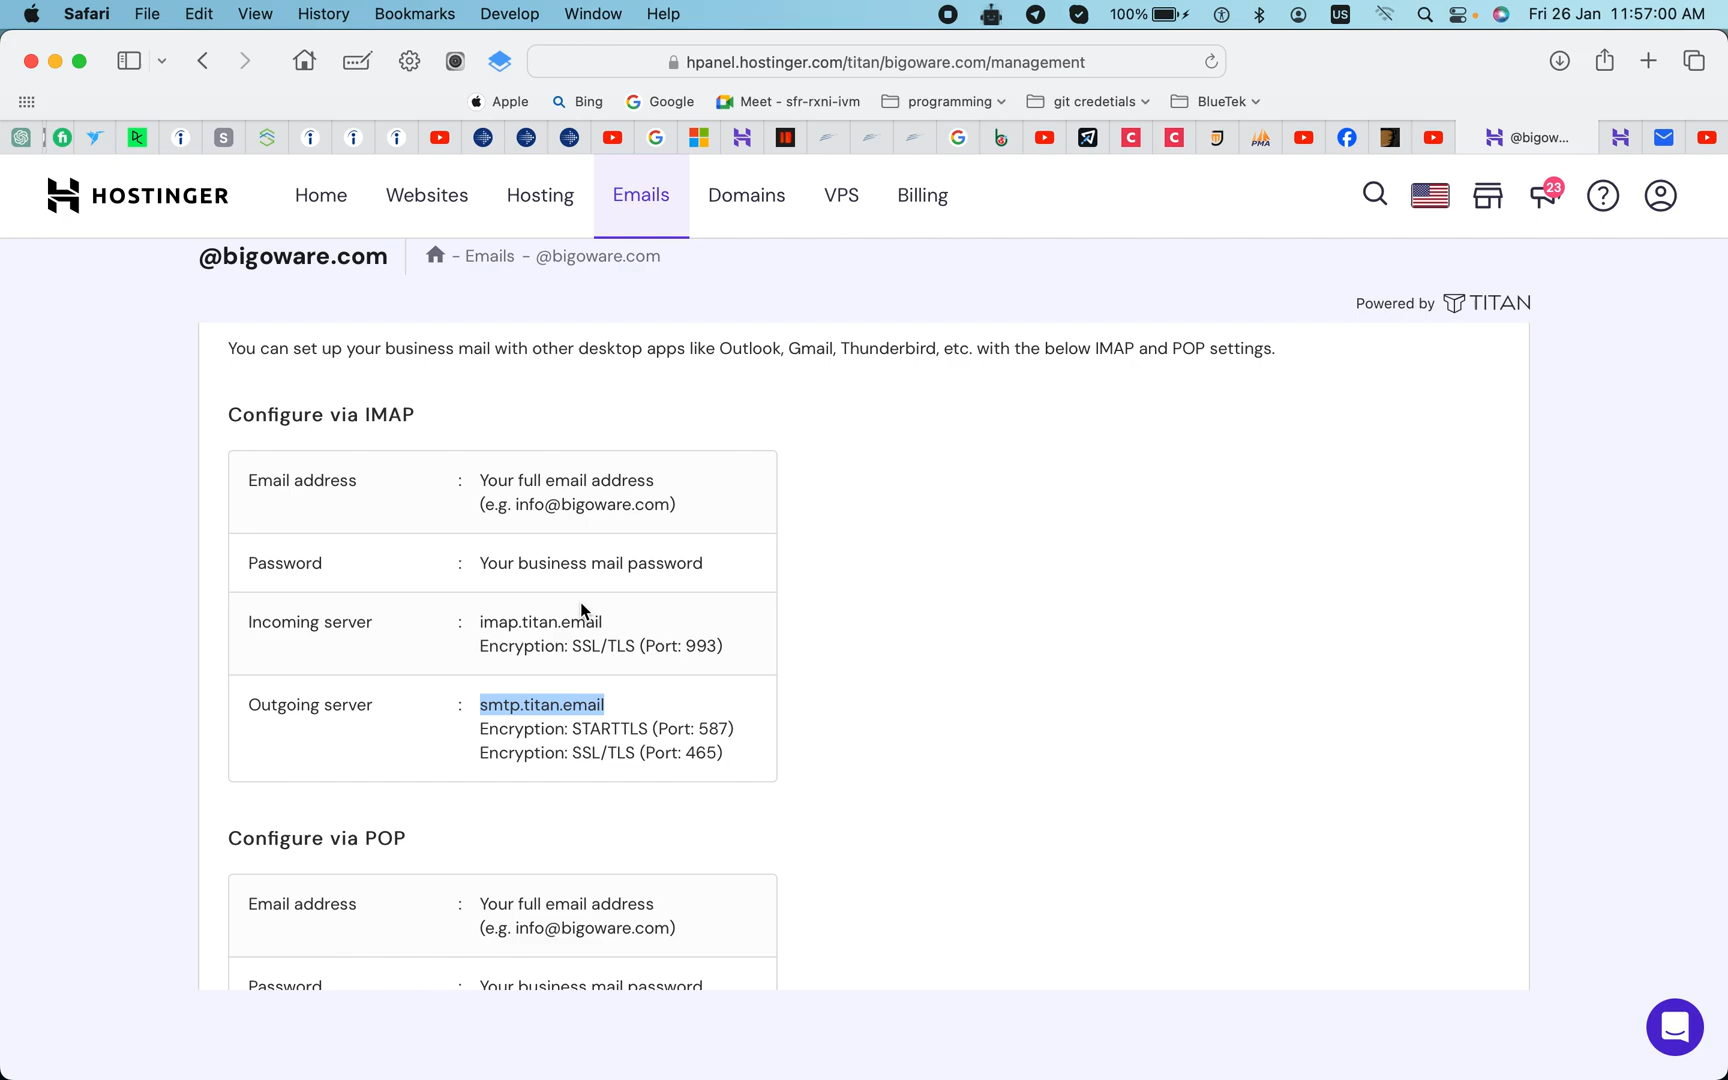 Safari File Edit View History Bookmarks Develop Window Help 100% US Fri 26 Jan 11:57:00 AM
hpanel.hostinger.com/titan/bigoware.com/management
Apple Bing Google Meet - sfr-rxni-ivm programming git credetials BlueTek
@bigow...
HOSTINGER Home Websites Hosting Emails Domains VPS Billing 23
@bigoware.com - Emails - @bigoware.com
Powered by TITAN
You can set up your business mail with other desktop apps like Outlook, Gmail, Thunderbird, etc. with the below IMAP and POP settings.
Configure via IMAP
Email address : Your full email address
(e.g. info@bigoware.com)
Password : Your business mail password
Incoming server : imap.titan.email
Encryption: SSL/TLS (Port: 993)
Outgoing server : smtp.titan.email
Encryption: STARTTLS (Port: 587)
Encryption: SSL/TLS (Port: 465)
Configure via POP
Email address : Your full email address
(e.g. info@bigoware.com)
Password : Your business mail password